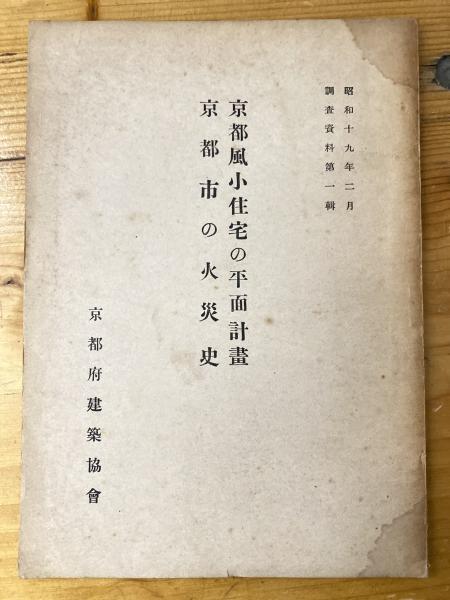 昭和十九年二月
調査資料第一輯
京都風小住宅の平面計畫
京都市の火災史
京都府建築協會